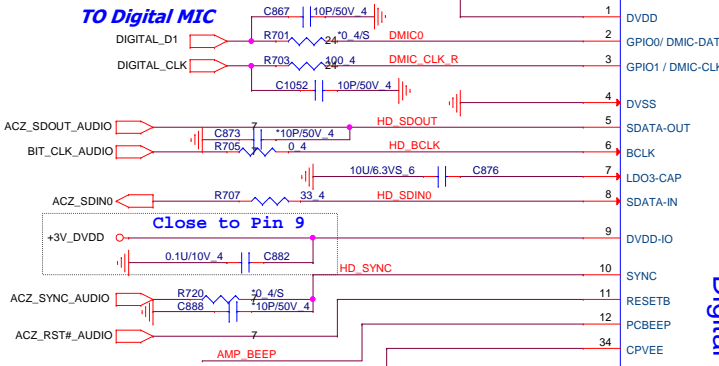 TO Digital MIC
C867 10P/50V_4
1 DVDD
DIGITAL_D1 R701 24 *0_4/S DMIC0 2 GPIO0/ DMIC-DAT
DIGITAL_CLK R703 24 100_4 DMIC_CLK_R 3 GPIO1 / DMIC-CLK
C1052 10P/50V_4
4 DVSS
ACZ_SDOUT_AUDIO 7 HD_SDOUT 5 SDATA-OUT
C873 *10P/50V_4
BIT_CLK_AUDIO R705 7 0_4 HD_BCLK 6 BCLK
10U/6.3VS_6 C876 7 LDO3-CAP
ACZ_SDIN0 R707 33_4 HD_SDIN0 8 SDATA-IN
Close to Pin 9
+3V_DVDD 9 DVDD-IO
0.1U/10V_4 C882
HD_SYNC 10 SYNC
ACZ_SYNC_AUDIO R720 7 *0_4/S
11 RESETB
C888 *10P/50V_4
12 PCBEEP
ACZ_RST#_AUDIO 7
34 CPVEE
AMP_BEEP
Digital